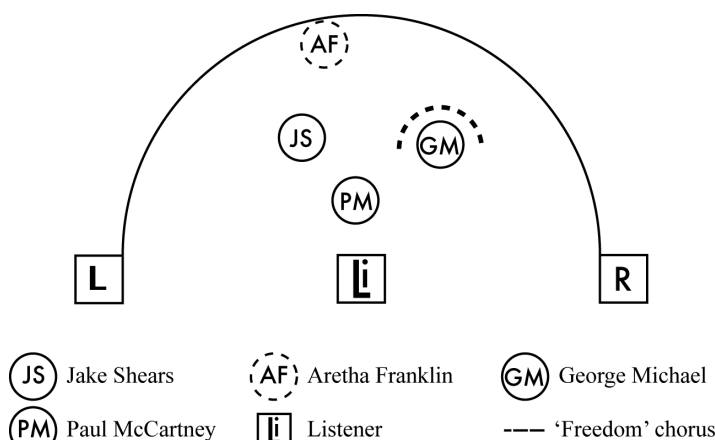 AF
JS
GM
PM
L
Li
R
JS Jake Shears
AF Aretha Franklin
GM George Michael
PM Paul McCartney
Li Listener
‘Freedom’ chorus